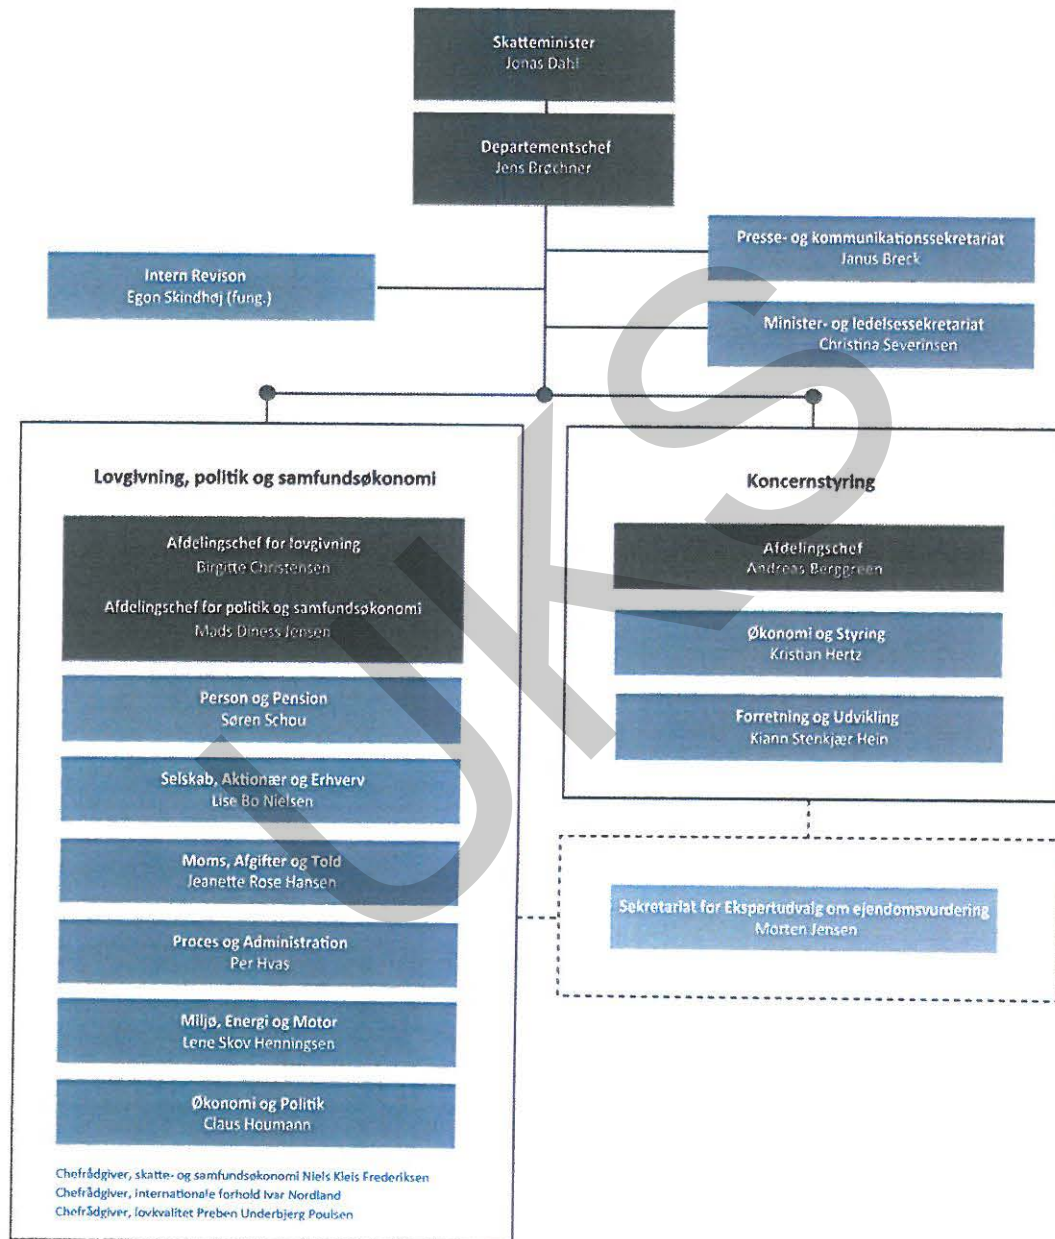 Skatteminister
Jonas Dahl
Departementschef
Jens Brøchner
Presse- og kommunikationssekretariat
Janus Breck
Intern Revison
Egon Skindhøj (fung.)
Minister- og ledelsessekretariat
Christina Severinsen
Lovgivning, politik og samfundsøkonomi
Afdelingschef for lovgivning
Birgitte Christensen
Afdelingschef for politik og samfundsøkonomi
Mads Diness Jensen
Person og Pension
Søren Schou
Selskab, Aktionær og Erhverv
Lise Bo Nielsen
Moms, Afgifter og Told
Jeanette Rose Hansen
Proces og Administration
Per Hvas
Miljø, Energi og Motor
Lene Skov Henningsen
Økonomi og Politik
Claus Houmann
Chefrådgiver, skatte- og samfundsøkonomi Niels Kleis Frederiksen
Chefrådgiver, internationale forhold Ivar Nordland
Chefrådgiver, lovkvalitet Preben Underbjerg Poulsen
Koncernstyring
Afdelingschef
Andreas Berggreen
Økonomi og Styring
Kristian Hertz
Forretning og Udvikling
Kiann Stenkjær Hein
Sekretariat for Ekspertudvalg om ejendomsvurdering
Morten Jensen
UKS